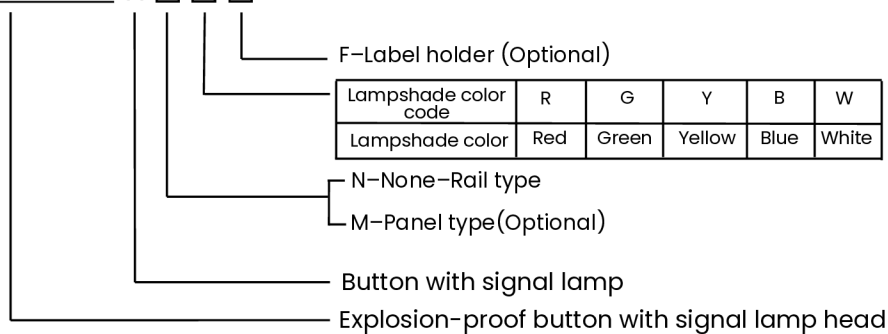 F–Label holder (Optional)
Lampshade color code R G Y B W
Lampshade color Red Green Yellow Blue White
N–None–Rail type
M–Panel type(Optional)
Button with signal lamp
Explosion-proof button with signal lamp head